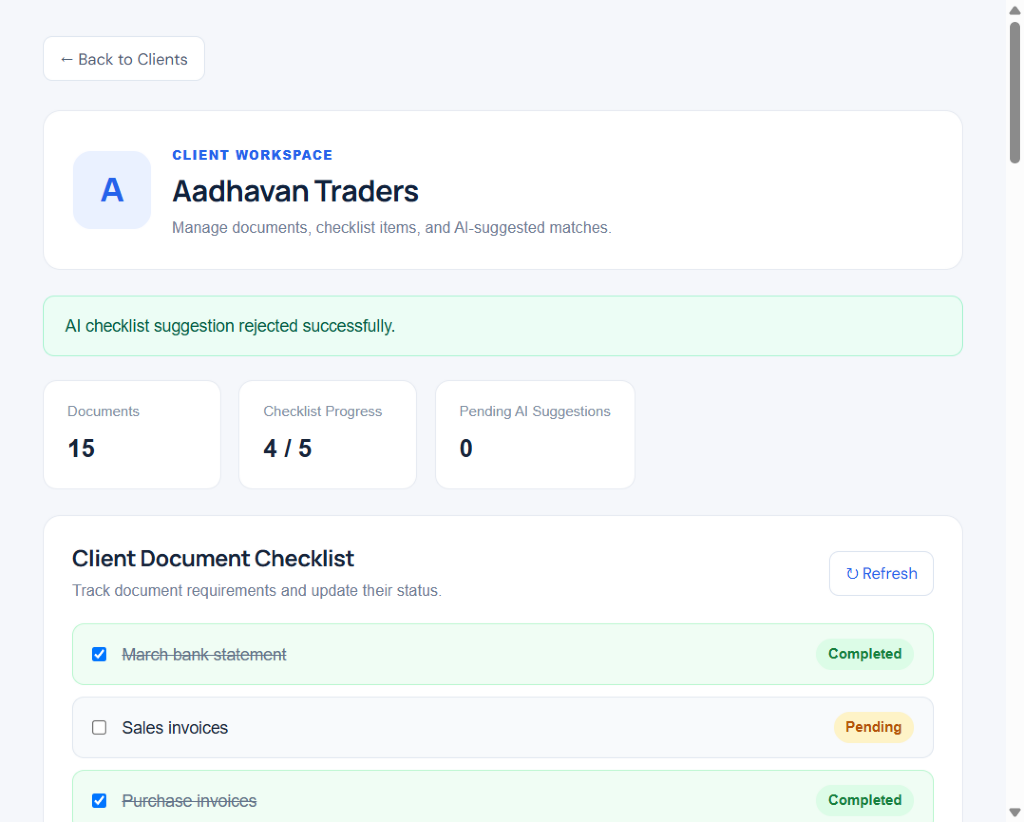 ← Back to Clients
A
CLIENT WORKSPACE
Aadhavan Traders
Manage documents, checklist items, and AI-suggested matches.
AI checklist suggestion rejected successfully.
Documents
15
Checklist Progress
4 / 5
Pending AI Suggestions
0
Client Document Checklist
Track document requirements and update their status.
↻ Refresh
March bank statement
Completed
Sales invoices
Pending
Purchase invoices
Completed